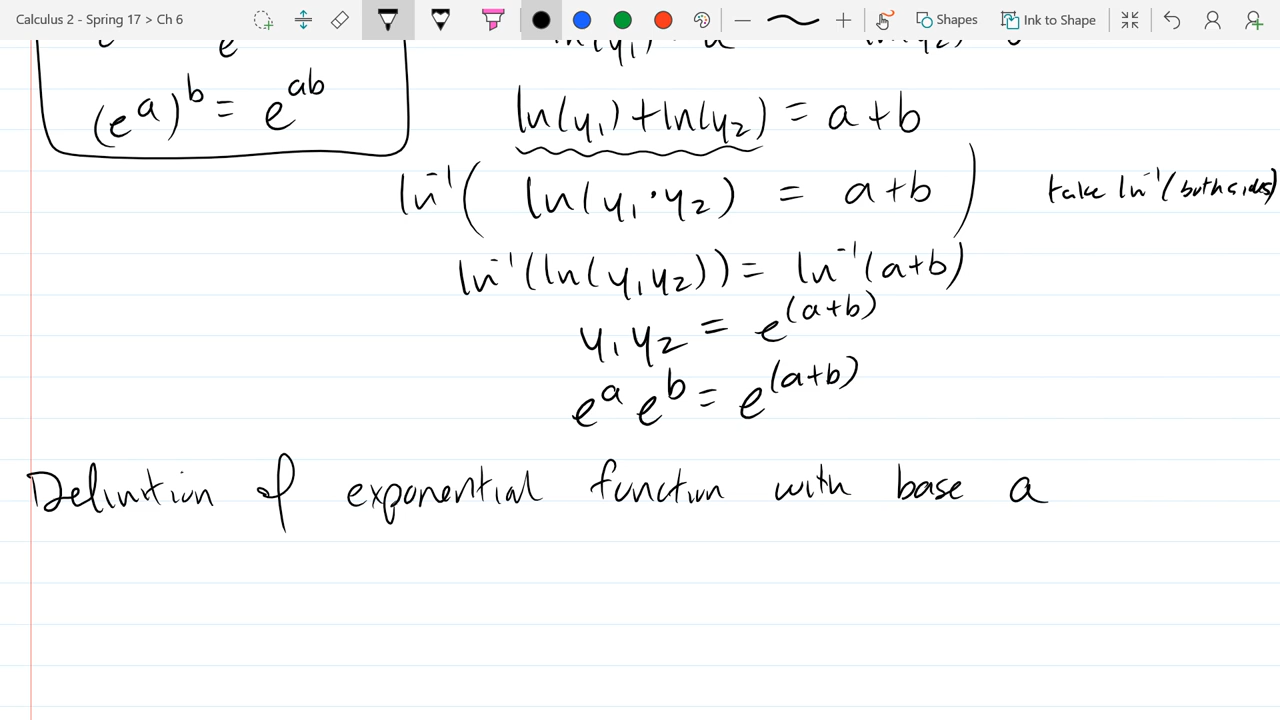 Calculus 2 - Spring 17 > Ch 6
Shapes
Ink to Shape
(e^a)^b = e^{ab}
ln(y₁)+ln(y₂) = a+b
ln⁻¹( ln(y₁·y₂) = a+b ) take ln⁻¹(both sides)
ln⁻¹(ln(y₁y₂)) = ln⁻¹(a+b)
y₁y₂ = e^{(a+b)}
e^a e^b = e^{(a+b)}
Definition of exponential function with base a